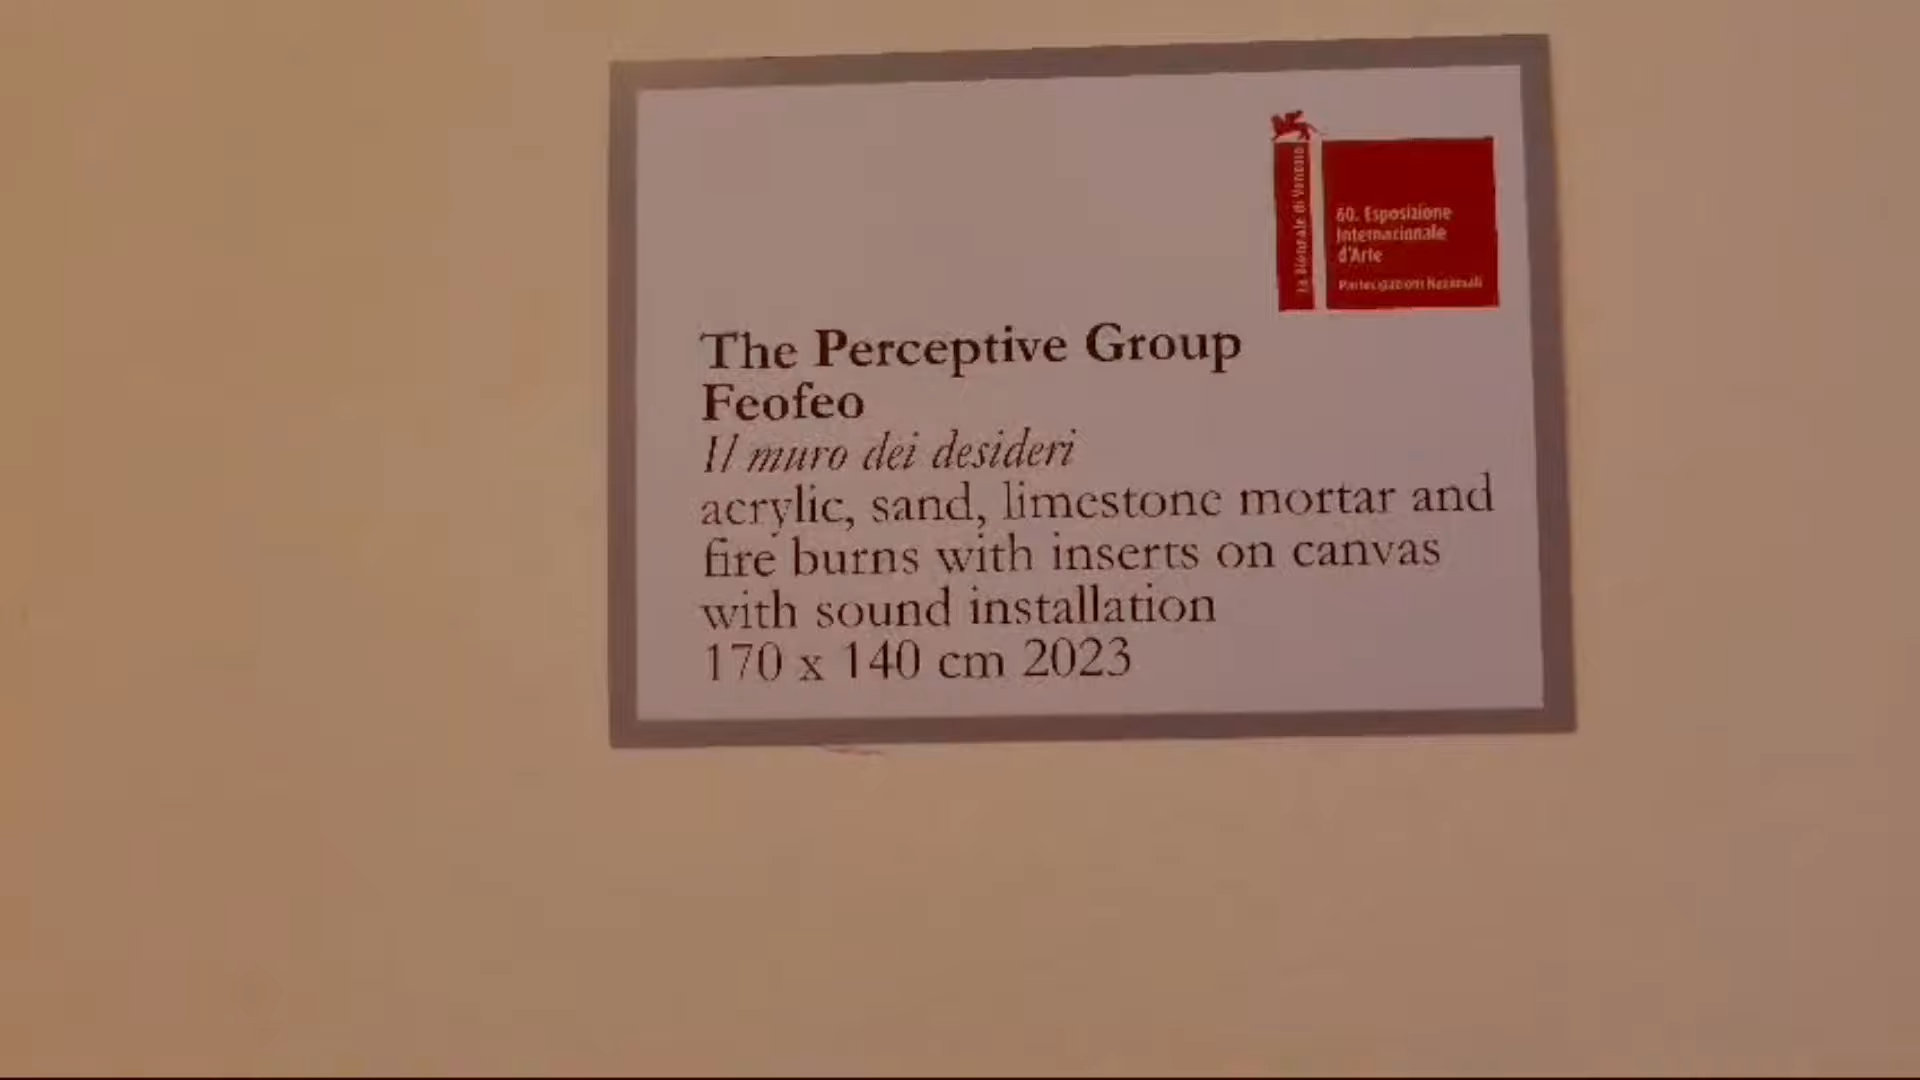 La Biennale di Venezia
60. Esposizione
Internazionale
d'Arte
Partecipazioni Nazionali
The Perceptive Group
Feofeo
Il muro dei desideri
acrylic, sand, limestone mortar and
fire burns with inserts on canvas
with sound installation
170 x 140 cm 2023